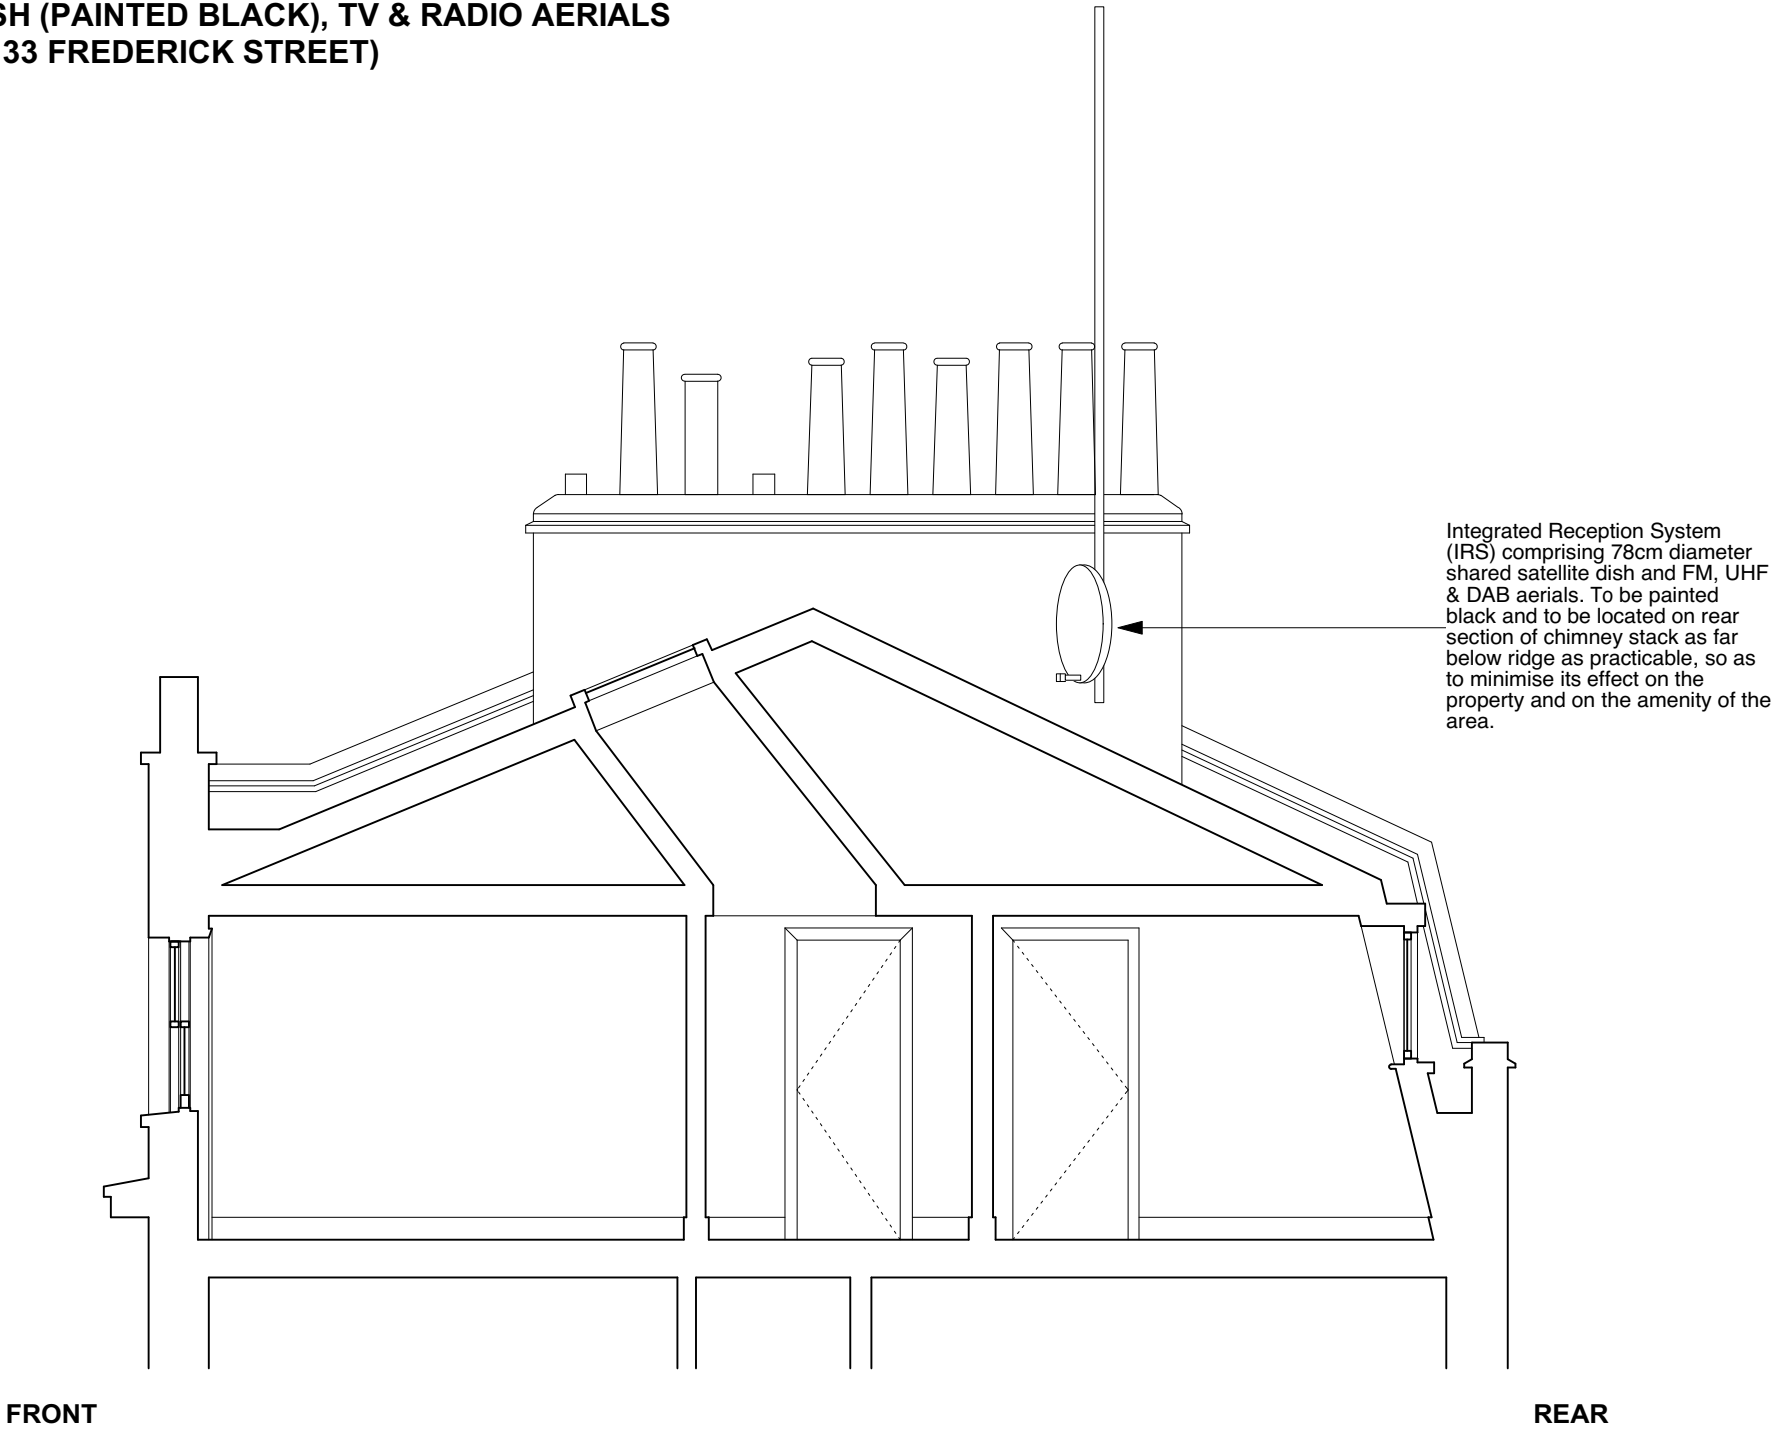 SH (PAINTED BLACK), TV & RADIO AERIALS
33 FREDERICK STREET)
Integrated Reception System
(IRS) comprising 78cm diameter
shared satellite dish and FM, UHF
& DAB aerials. To be painted
black and to be located on rear
section of chimney stack as far
below ridge as practicable, so as
to minimise its effect on the
property and on the amenity of the
area.
FRONT
REAR